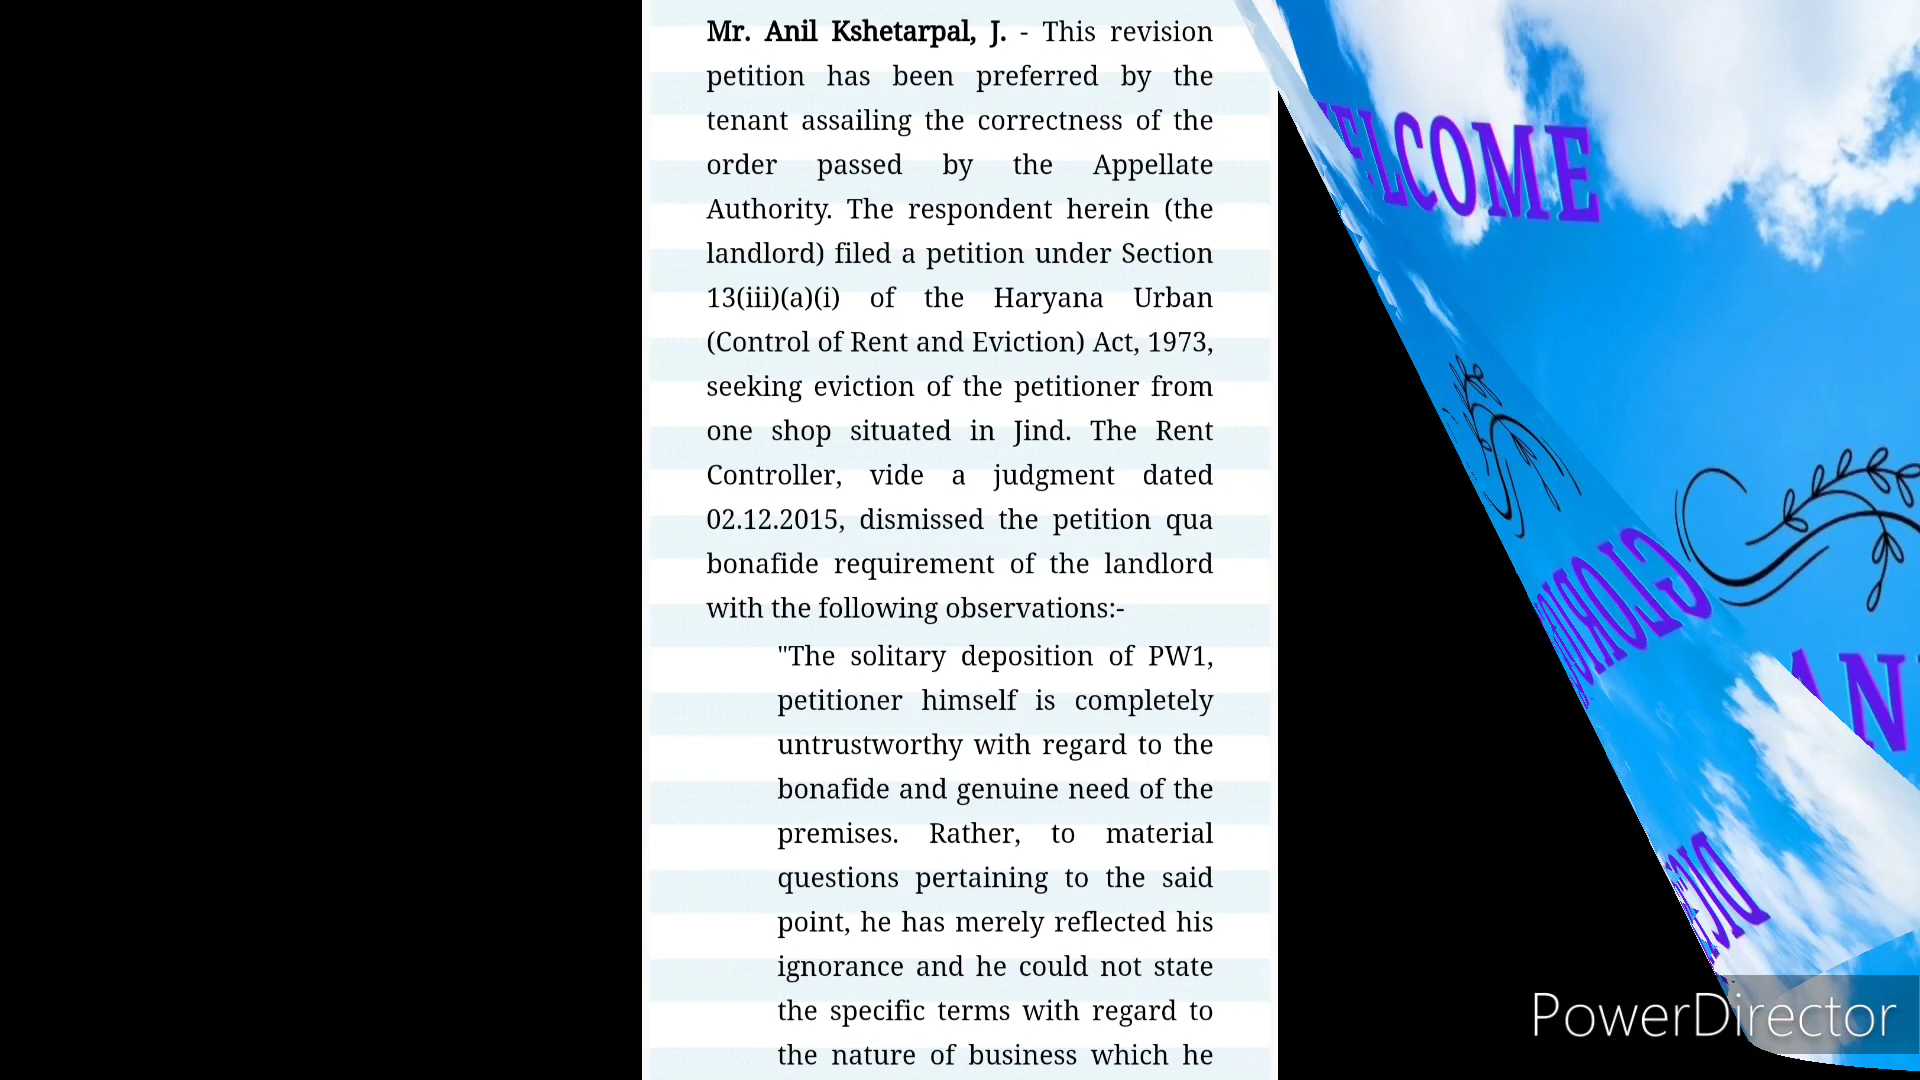 Mr. Anil Kshetarpal, J. - This revision
petition has been preferred by the
tenant assailing the correctness of the
order passed by the Appellate
Authority. The respondent herein (the
landlord) filed a petition under Section
13(iii)(a)(i) of the Haryana Urban
(Control of Rent and Eviction) Act, 1973,
seeking eviction of the petitioner from
one shop situated in Jind. The Rent
Controller, vide a judgment dated
02.12.2015, dismissed the petition qua
bonafide requirement of the landlord
with the following observations:-
"The solitary deposition of PW1,
petitioner himself is completely
untrustworthy with regard to the
bonafide and genuine need of the
premises. Rather, to material
questions pertaining to the said
point, he has merely reflected his
ignorance and he could not state
the specific terms with regard to
the nature of business which he
ELCOME
PowerDirector